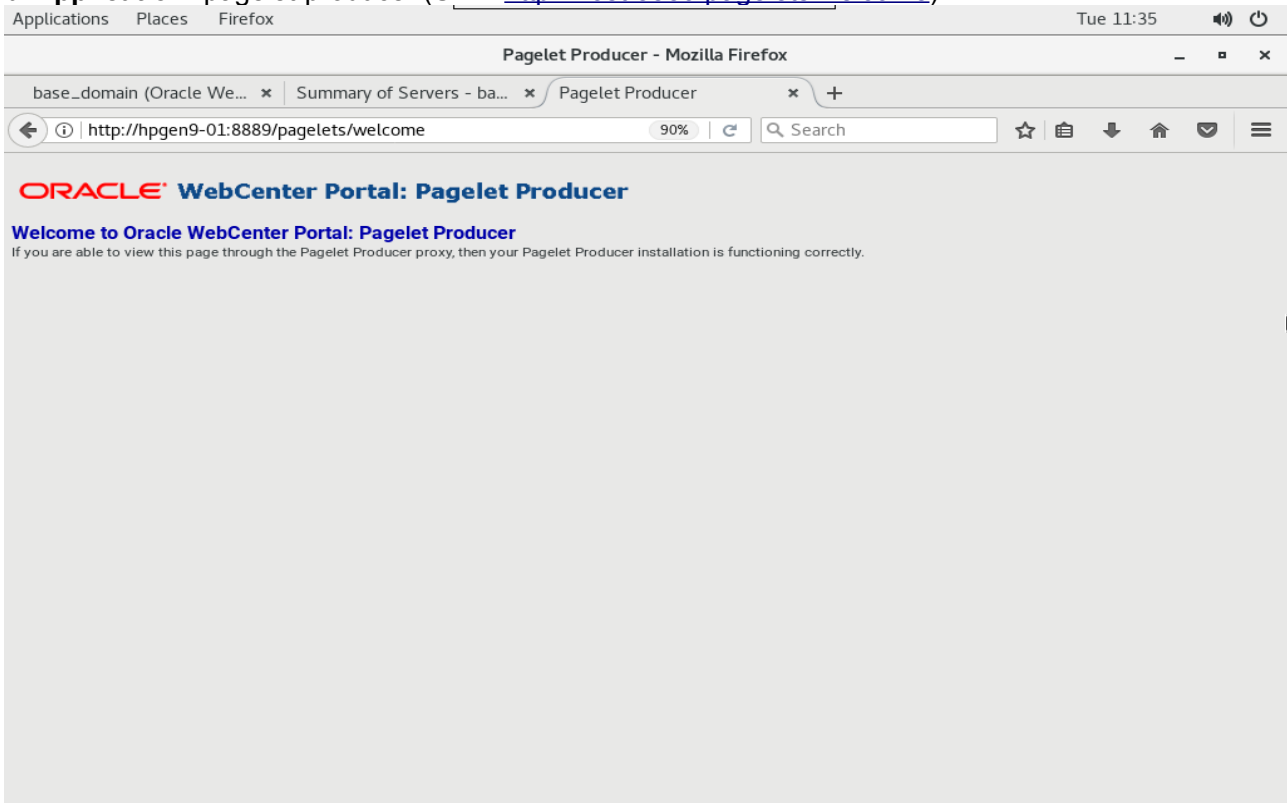 Applications Places Firefox Tue 11:35
Pagelet Producer - Mozilla Firefox
base_domain (Oracle We... Summary of Servers - ba... Pagelet Producer
http://hpgen9-01:8889/pagelets/welcome 90% Search
ORACLE WebCenter Portal: Pagelet Producer
Welcome to Oracle WebCenter Portal: Pagelet Producer
If you are able to view this page through the Pagelet Producer proxy, then your Pagelet Producer installation is functioning correctly.